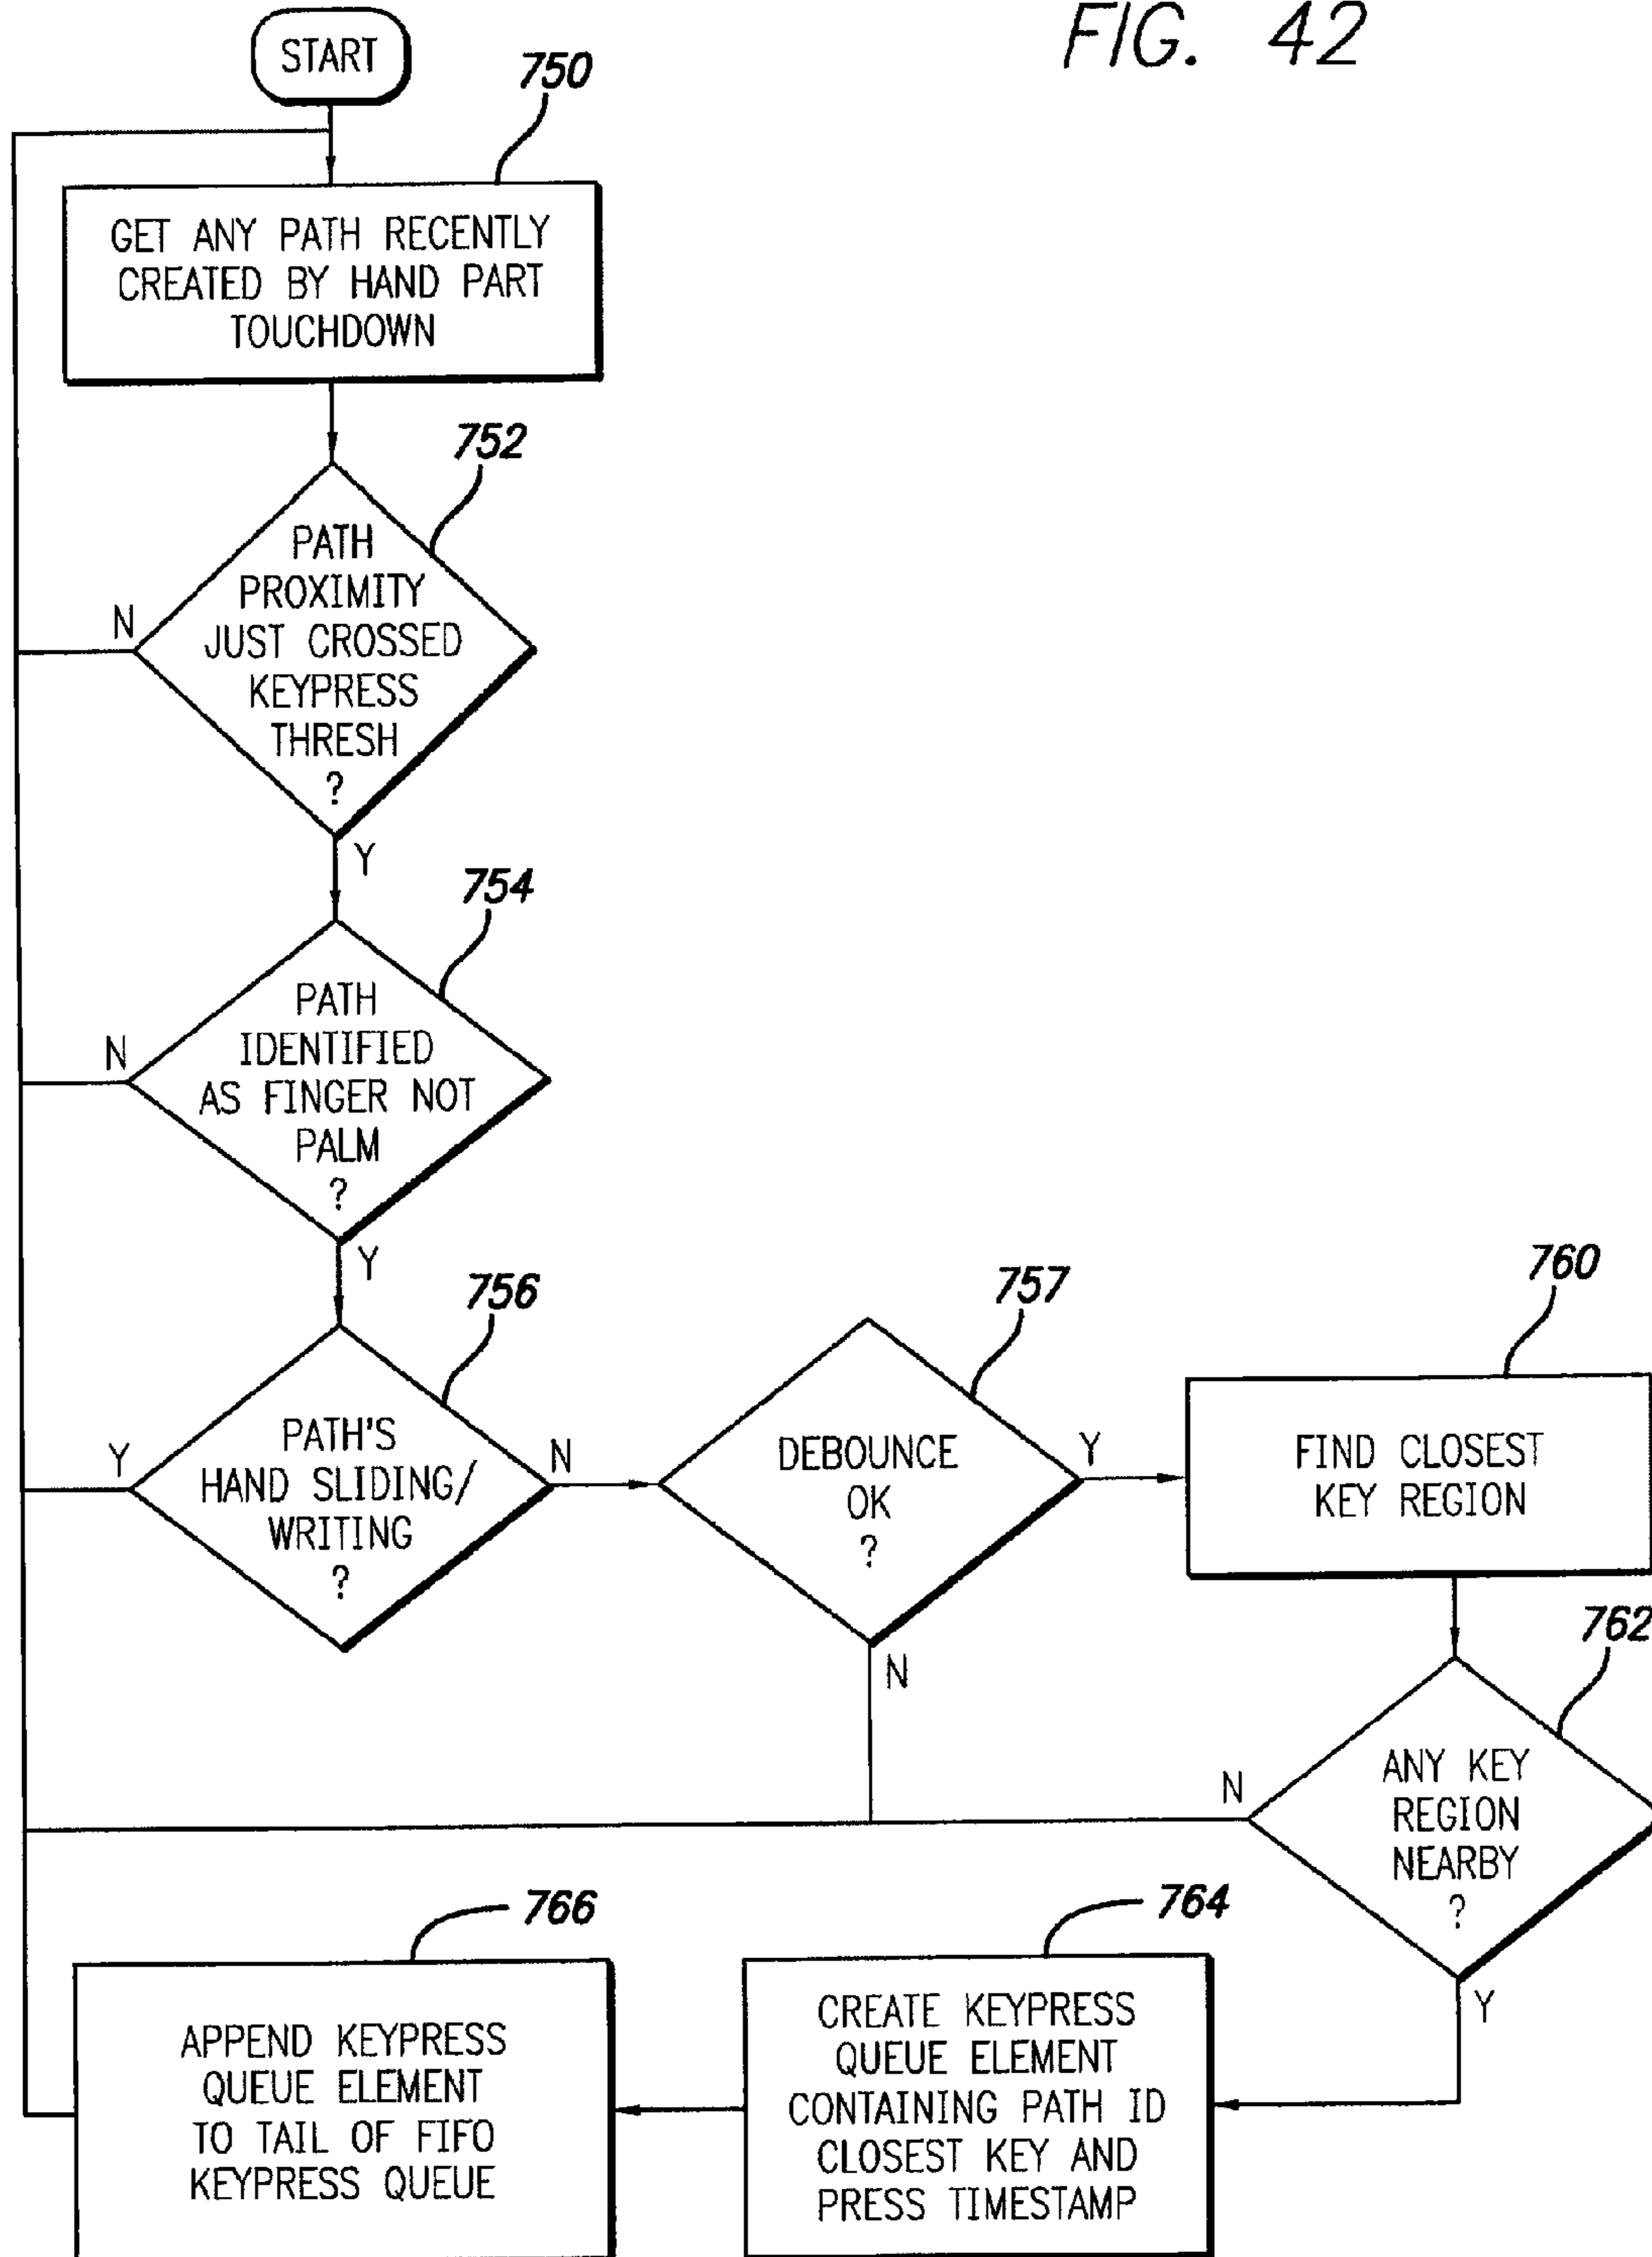 FIG. 42
START
750
GET ANY PATH RECENTLY
CREATED BY HAND PART
TOUCHDOWN
752
PATH
PROXIMITY
JUST CROSSED
KEYPRESS
THRESH
?
N
Y
754
PATH
IDENTIFIED
AS FINGER NOT
PALM
?
N
Y
756
PATH'S
HAND SLIDING/
WRITING
?
Y
N
757
DEBOUNCE
OK
?
Y
N
760
FIND CLOSEST
KEY REGION
762
ANY KEY
REGION
NEARBY
?
N
Y
764
CREATE KEYPRESS
QUEUE ELEMENT
CONTAINING PATH ID
CLOSEST KEY AND
PRESS TIMESTAMP
766
APPEND KEYPRESS
QUEUE ELEMENT
TO TAIL OF FIFO
KEYPRESS QUEUE